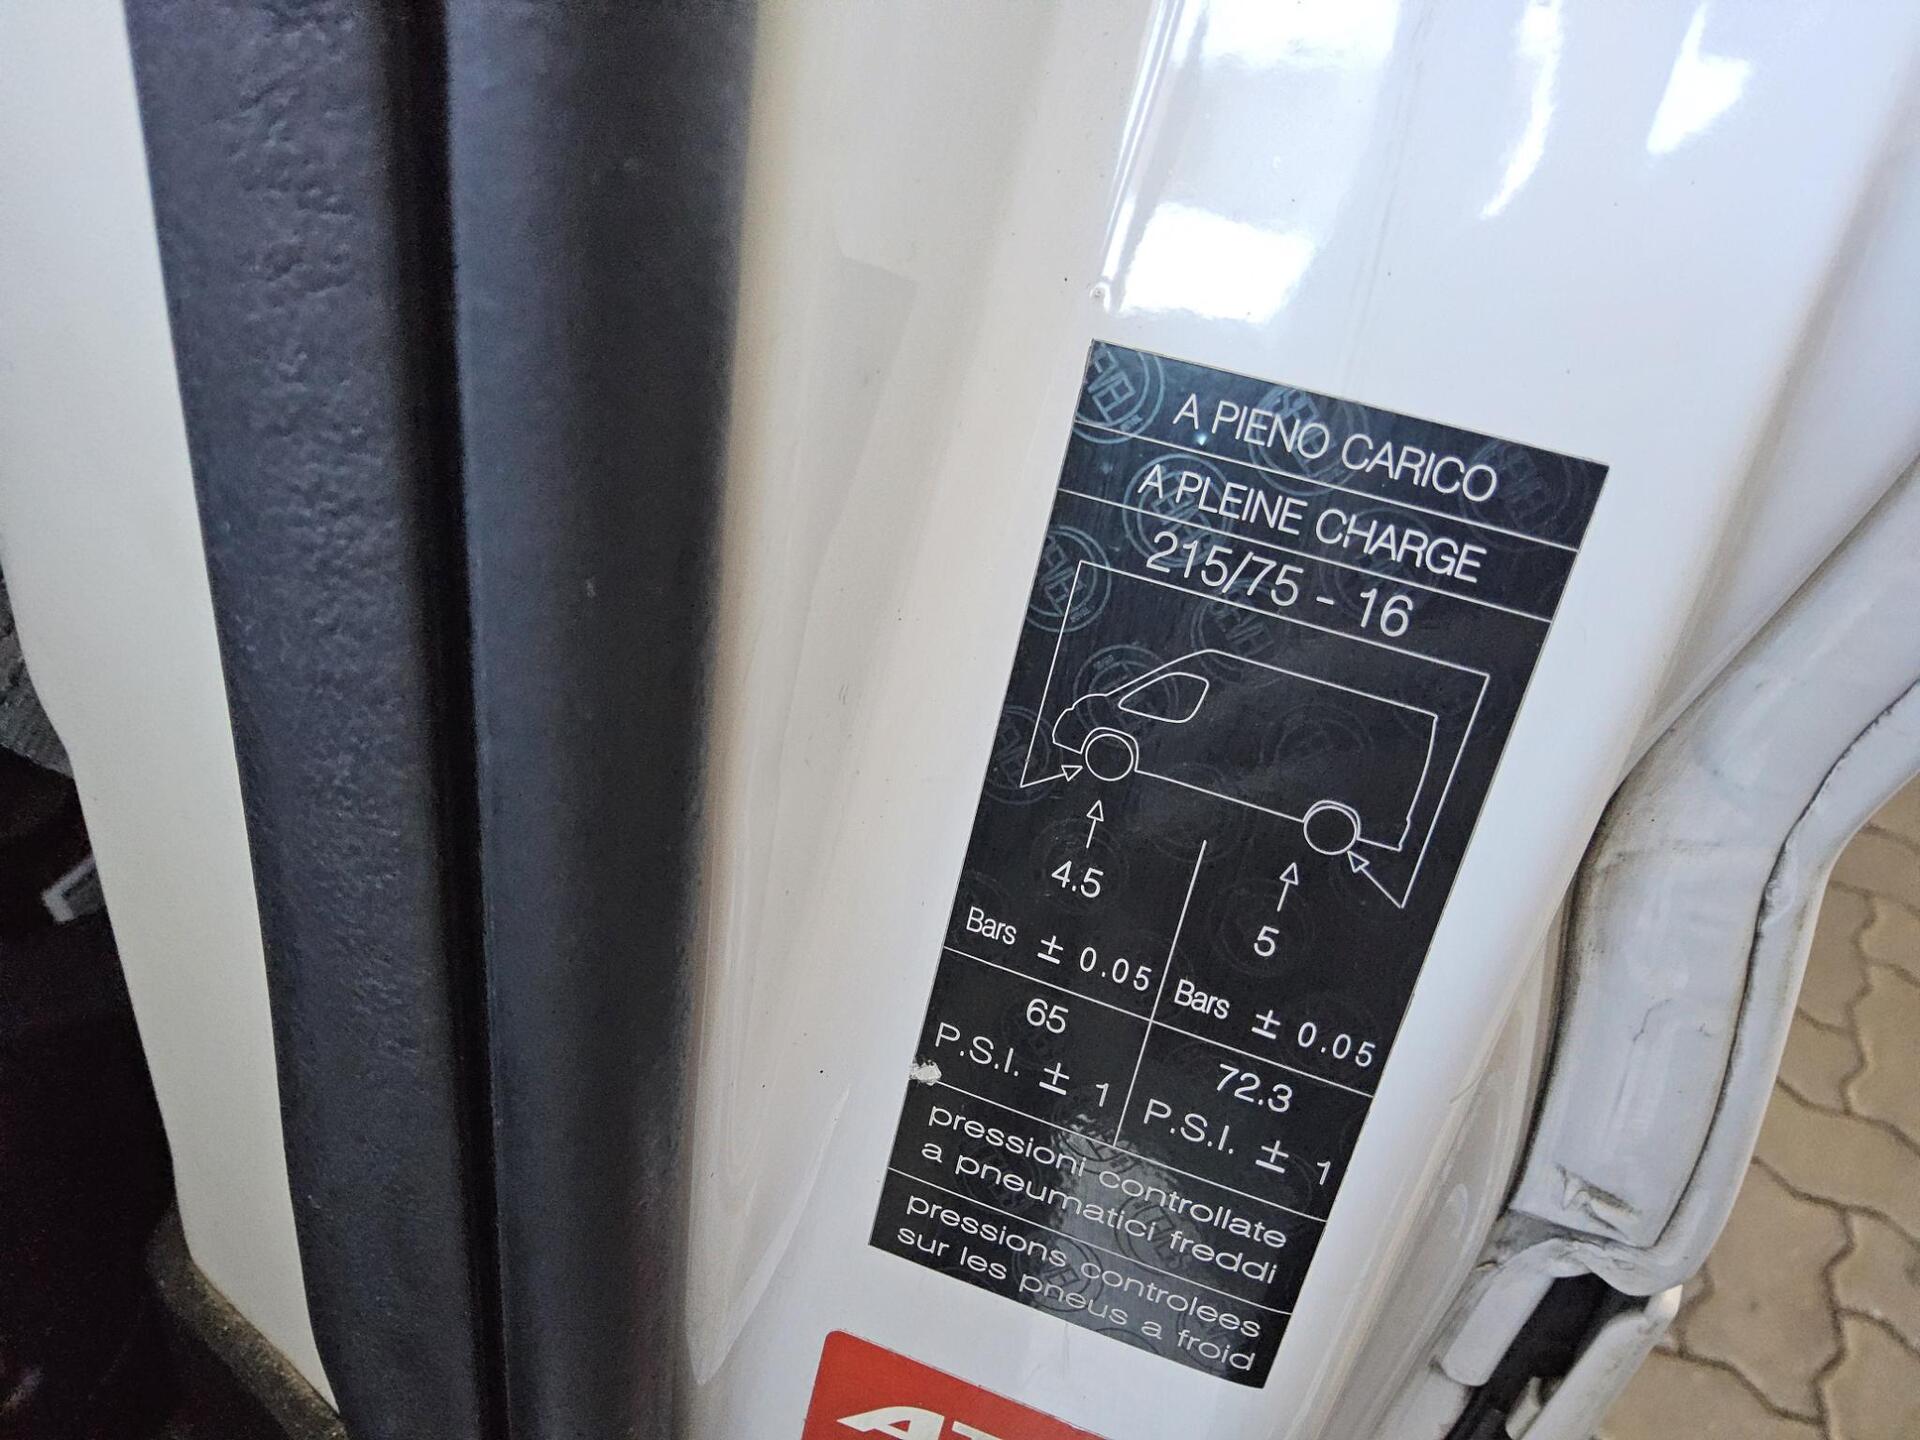 A PIENO CARICO
A PLEINE CHARGE
215/75 - 16
4.5
Bars ± 0.05
5
Bars ± 0.05
65
P.S.I. ± 1
72.3
P.S.I. ± 1
pressioni controllate
a pneumatici freddi
pressions controlees
sur les pneus a froid